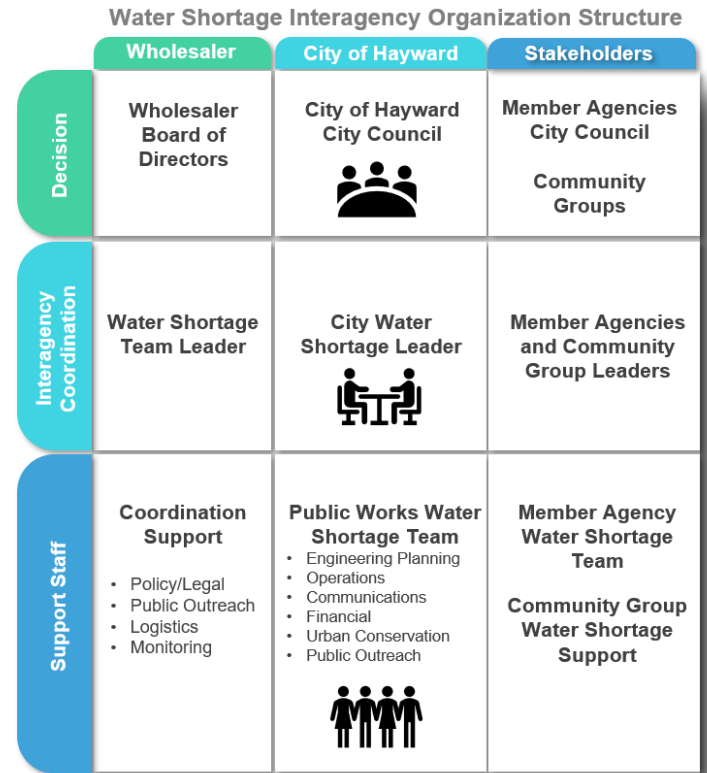 Water Shortage Interagency Organization Structure
Wholesaler
City of Hayward
Stakeholders
Decision
Wholesaler
Board of
Directors
City of Hayward
City Council
Member Agencies
City Council
Community
Groups
Interagency
Coordination
Water Shortage
Team Leader
City Water
Shortage Leader
Member Agencies
and Community
Group Leaders
Support Staff
Coordination
Support
• Policy/Legal
• Public Outreach
• Logistics
• Monitoring
Public Works Water
Shortage Team
• Engineering Planning
• Operations
• Communications
• Financial
• Urban Conservation
• Public Outreach
Member Agency
Water Shortage
Team
Community Group
Water Shortage
Support